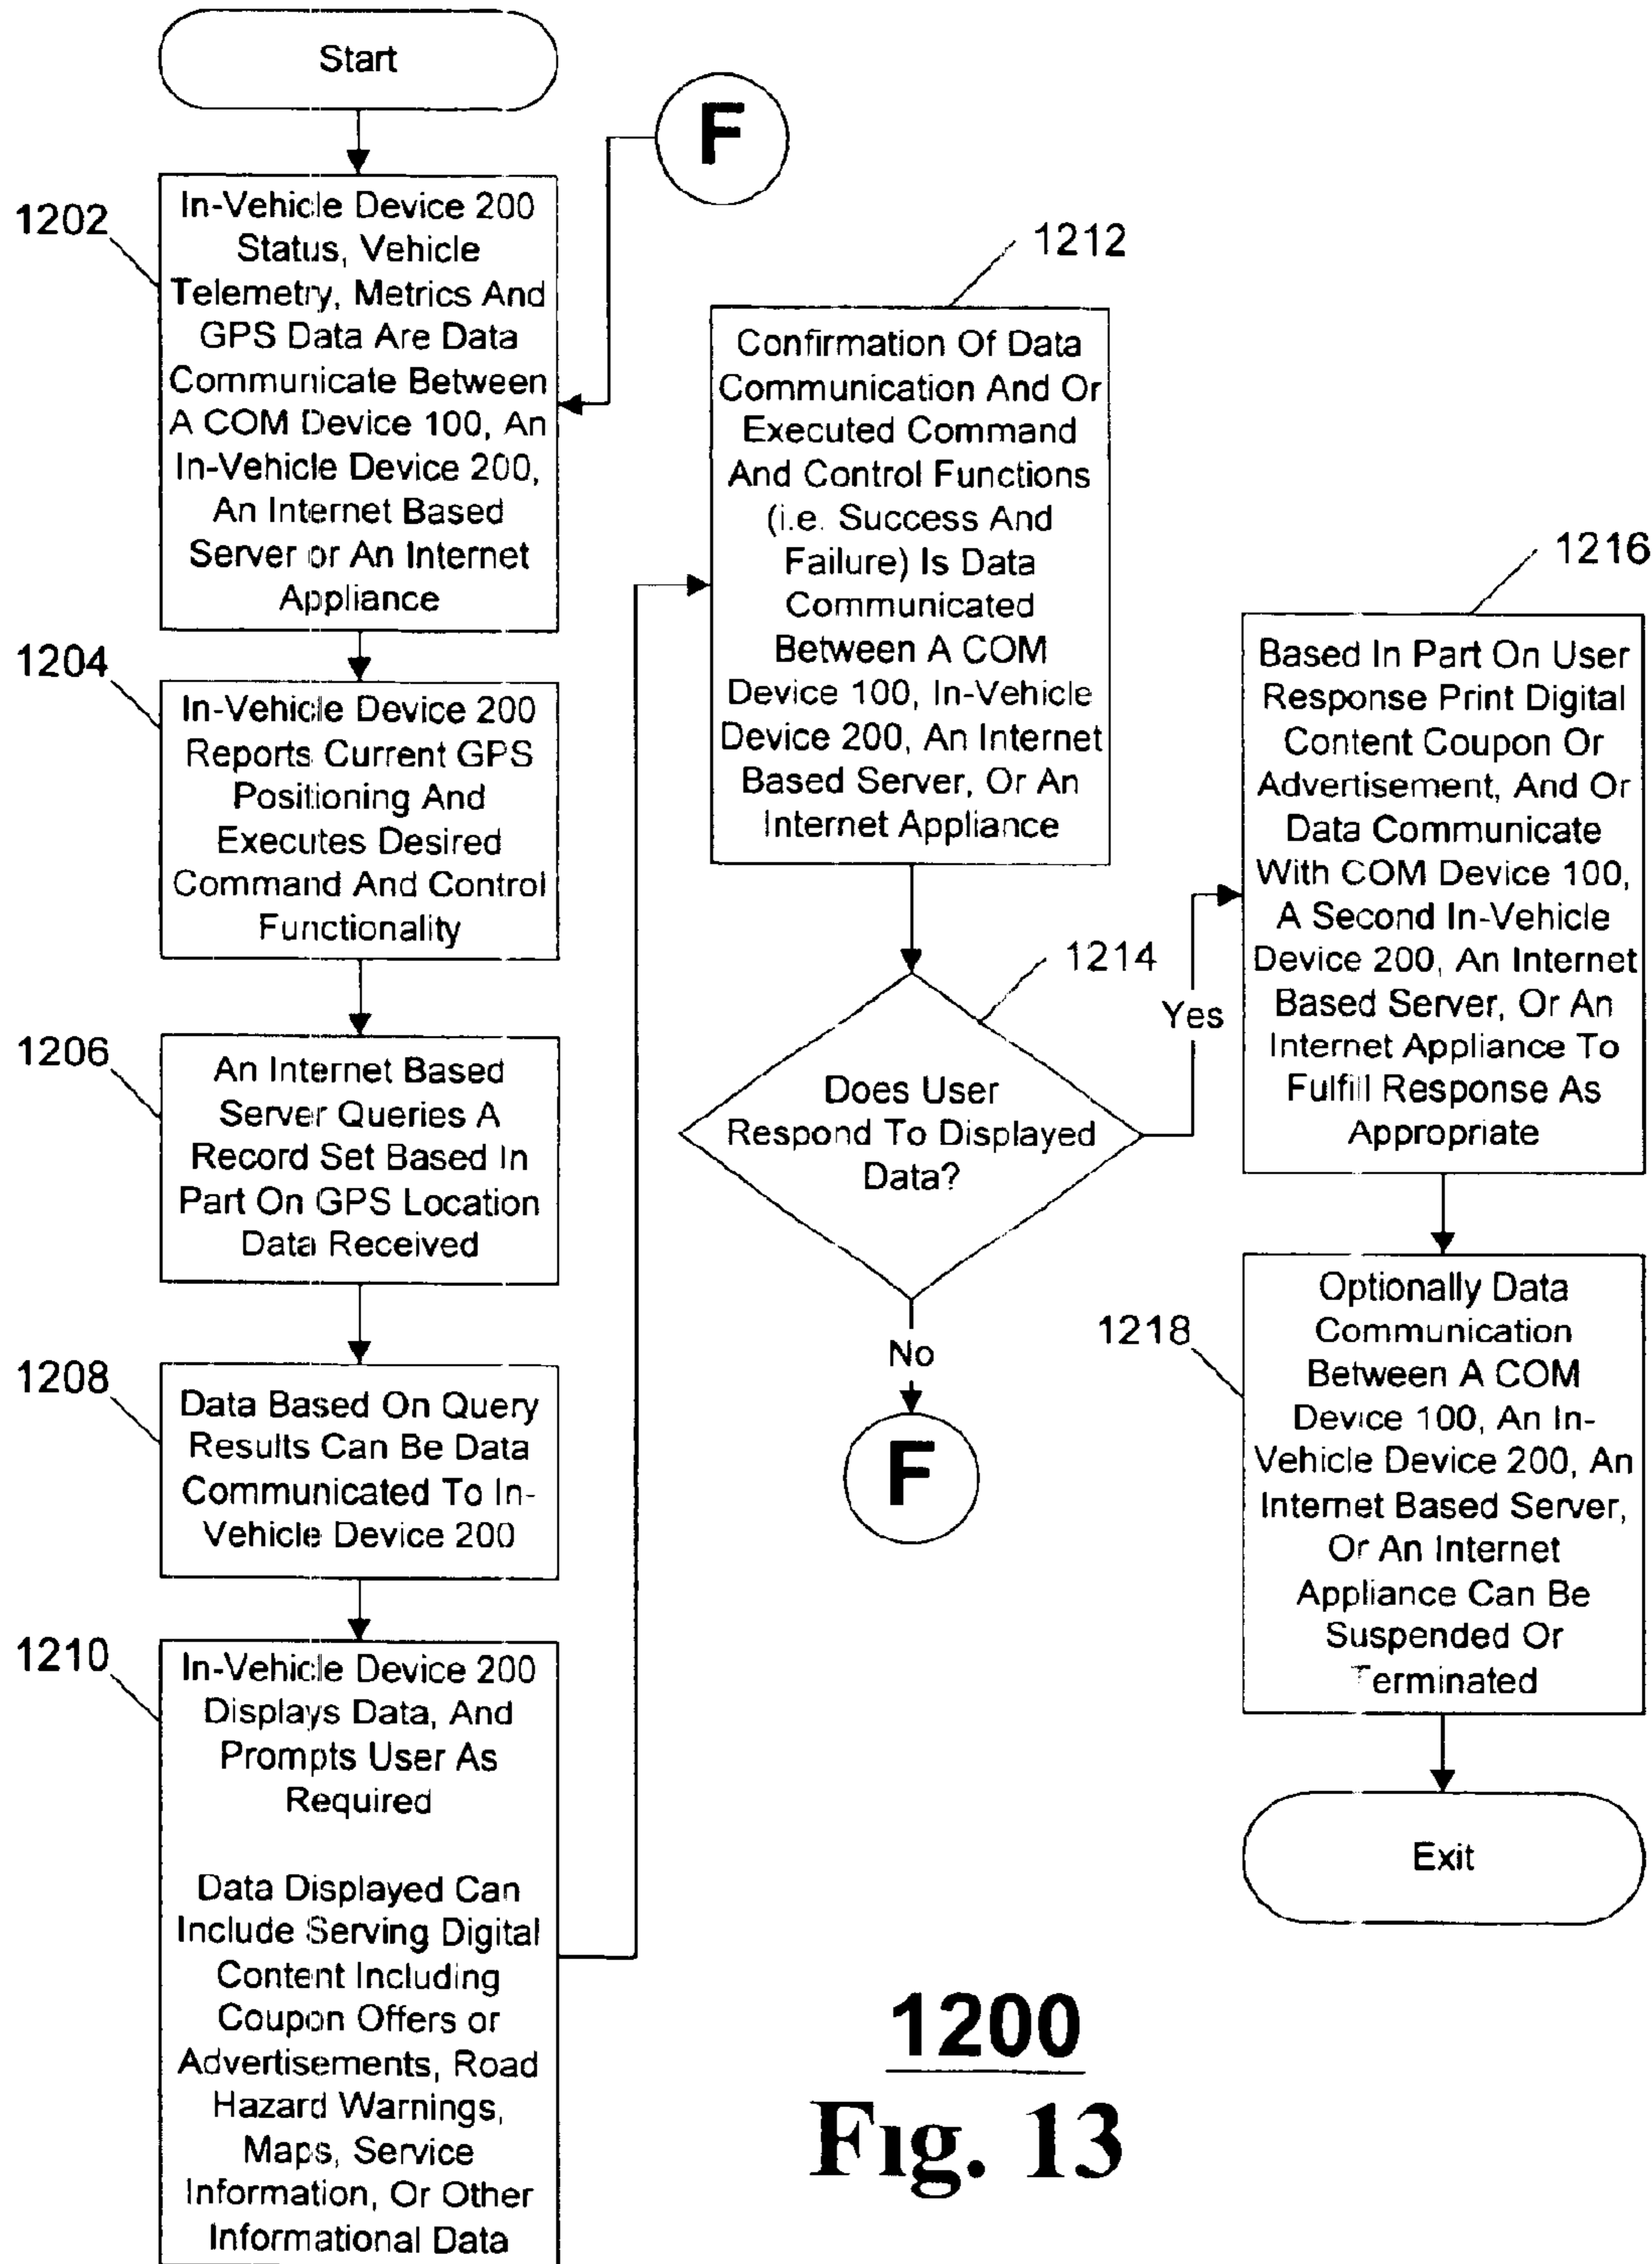 Start
F
1202
In-Vehicle Device 200
Status, Vehicle
Telemetry, Metrics And
GPS Data Are Data
Communicate Between
A COM Device 100, An
In-Vehicle Device 200,
An Internet Based
Server or An Internet
Appliance
1204
In-Vehicle Device 200
Reports Current GPS
Positioning And
Executes Desired
Command And Control
Functionality
1206
An Internet Based
Server Queries A
Record Set Based In
Part On GPS Location
Data Received
1208
Data Based On Query
Results Can Be Data
Communicated To In-
Vehicle Device 200
1210
In-Vehicle Device 200
Displays Data, And
Prompts User As
Required
Data Displayed Can
Include Serving Digital
Content Including
Coupon Offers or
Advertisements, Road
Hazard Warnings,
Maps, Service
Information, Or Other
Informational Data
1212
Confirmation Of Data
Communication And Or
Executed Command
And Control Functions
(i.e. Success And
Failure) Is Data
Communicated
Between A COM
Device 100, In-Vehicle
Device 200, An Internet
Based Server, Or An
Internet Appliance
1214
Does User
Respond To Displayed
Data?
Yes
No
F
1216
Based In Part On User
Response Print Digital
Content Coupon Or
Advertisement, And Or
Data Communicate
With COM Device 100,
A Second In-Vehicle
Device 200, An Internet
Based Server, Or An
Internet Appliance To
Fulfill Response As
Appropriate
1218
Optionally Data
Communication
Between A COM
Device 100, An In-
Vehicle Device 200, An
Internet Based Server,
Or An Internet
Appliance Can Be
Suspended Or
Terminated
Exit
1200
Fig. 13